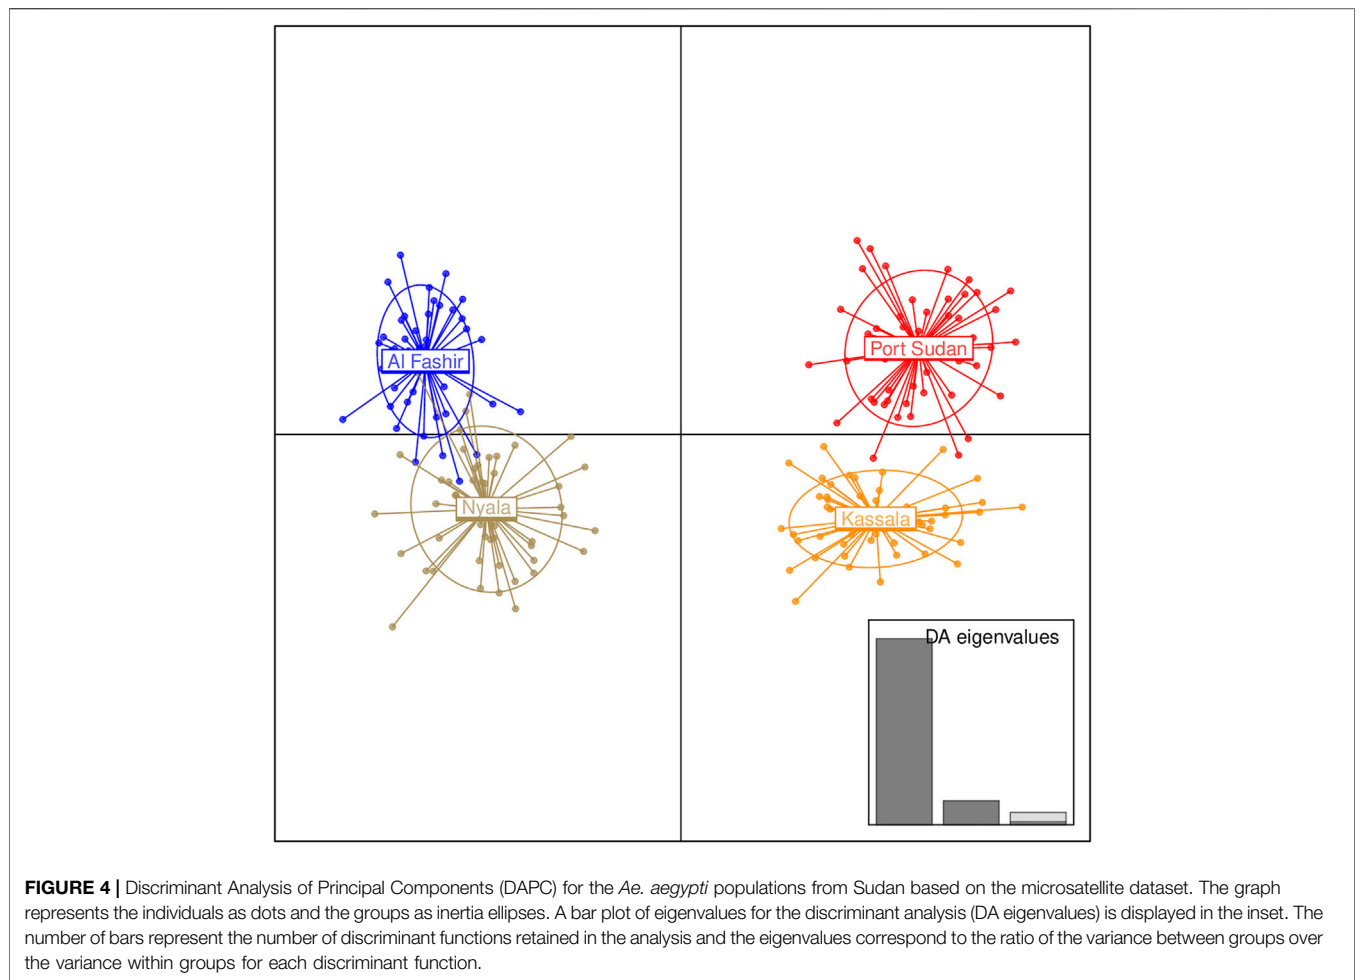 Al Fashir
Port Sudan
Nyala
Kassala
DA eigenvalues
FIGURE 4 | Discriminant Analysis of Principal Components (DAPC) for the Ae. aegypti populations from Sudan based on the microsatellite dataset. The graph
represents the individuals as dots and the groups as inertia ellipses. A bar plot of eigenvalues for the discriminant analysis (DA eigenvalues) is displayed in the inset. The
number of bars represent the number of discriminant functions retained in the analysis and the eigenvalues correspond to the ratio of the variance between groups over
the variance within groups for each discriminant function.